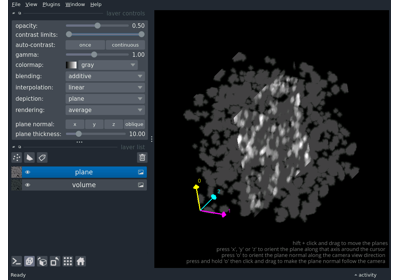 File View Plugins Window Help
layer controls
opacity: 0.50
contrast limits:
auto-contrast: once continuous
gamma: 1.00
colormap: gray
blending: additive
interpolation: linear
depiction: plane
rendering: average
plane normal: x y z oblique
plane thickness: 10.00
layer list
plane
volume
0
shift + click and drag to move the planes
press 'x', 'y' or 'z' to orient the plane along that axis around the cursor
press 'o' to orient the plane normal along the camera view direction
press and hold 'o' then click and drag to make the plane normal follow the camera
Ready
activity